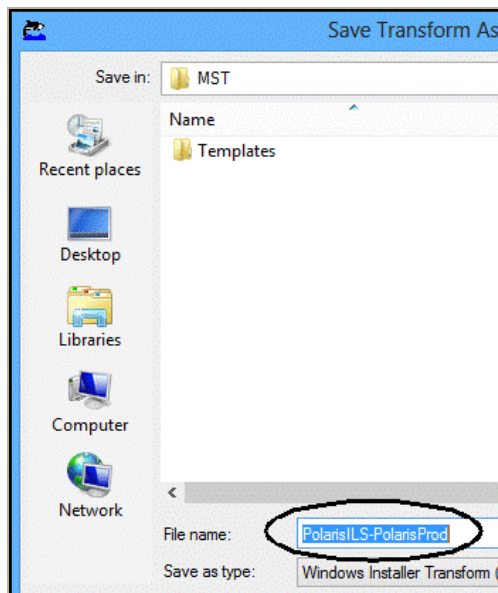 Save Transform As
Save in: MST
Name
Templates
Recent places
Desktop
Libraries
Computer
Network
File name: PolarisILS-PolarisProd
Save as type: Windows Installer Transform (